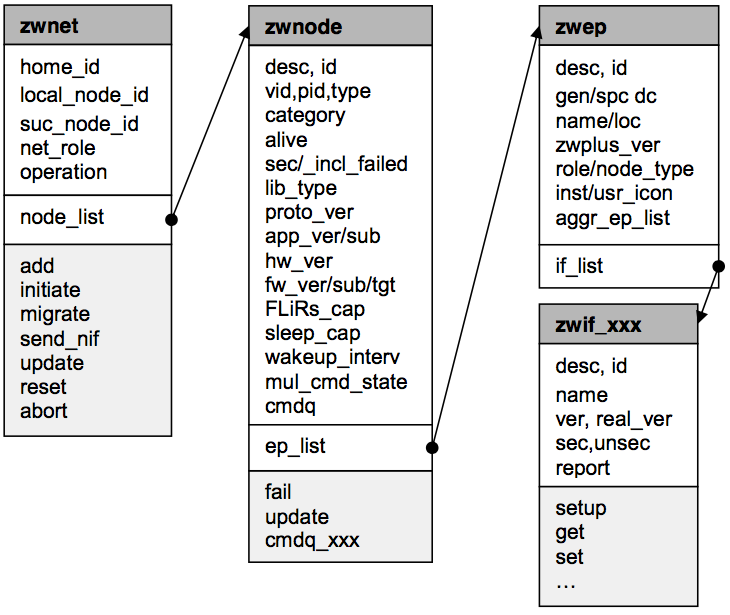 zwnet
home_id
local_node_id
suc_node_id
net_role
operation
node_list
add
initiate
migrate
send_nif
update
reset
abort
zwnode
desc, id
vid,pid,type
category
alive
sec/_incl_failed
lib_type
proto_ver
app_ver/sub
hw_ver
fw_ver/sub/tgt
FLiRs_cap
sleep_cap
wakeup_interv
mul_cmd_state
cmdq
ep_list
fail
update
cmdq_xxx
zwep
desc, id
gen/spc dc
name/loc
zwplus_ver
role/node_type
inst/usr_icon
aggr_ep_list
if_list
zwif_xxx
desc, id
name
ver, real_ver
sec,unsec
report
setup
get
set
...